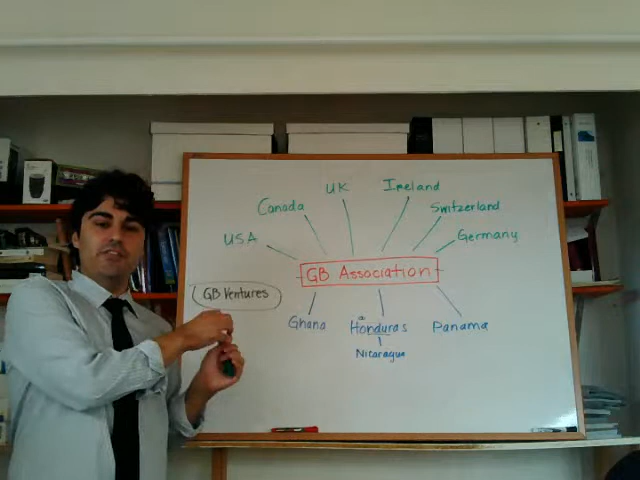 UK
Ireland
Canada
Switzerland
USA
Germany
GB Association
GB Ventures
Ghana
Honduras
Panama
Nicaragua